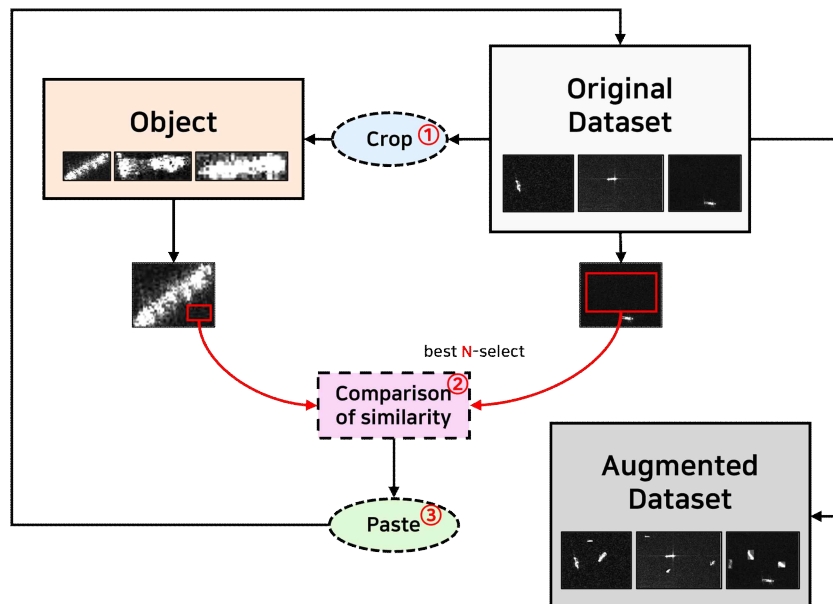 Original
Dataset
Object
Crop ①
best N-select
Comparison ②
of similarity
Paste ③
Augmented
Dataset